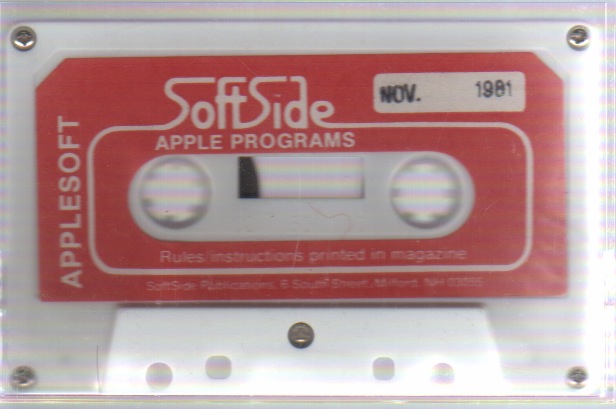 SoftSide
NOV. 1981
APPLE PROGRAMS
APPLESOFT
Rules/instructions printed in magazine
SoftSide Publications, 6 South Street, Milford, NH 03055